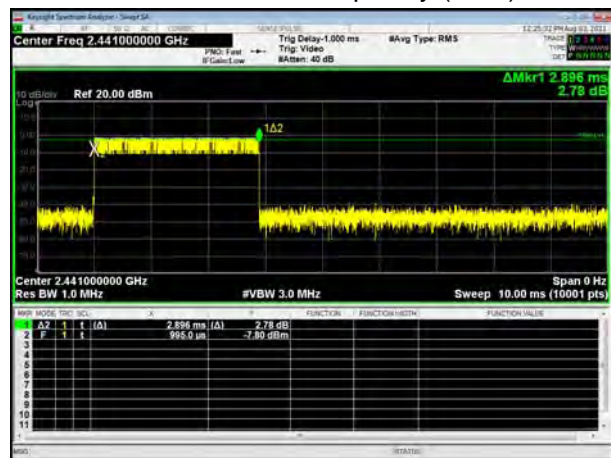 Keysight Spectrum Analyzer - Swept SA
12:25:32 PM Aug 03, 2021
Center Freq 2.441000000 GHz
PNO: Fast
IFGain:Low
Trig Delay-1.000 ms
Trig: Video
#Atten: 40 dB
#Avg Type: RMS
TRACE
TYPE
DET
ΔMkr1 2.896 ms
2.78 dB
10 dB/div Ref 20.00 dBm
Log
1Δ2
Center 2.441000000 GHz
Span 0 Hz
Res BW 1.0 MHz
#VBW 3.0 MHz
Sweep 10.00 ms (10001 pts)
MKR MODE TRC SCL X Y FUNCTION FUNCTION WIDTH FUNCTION VALUE
1 Δ2 1 t (Δ) 2.896 ms (Δ) 2.78 dB
2 F 1 t 995.0 µs -7.80 dBm
3
4
5
6
7
8
9
10
11
MSG
STATUS